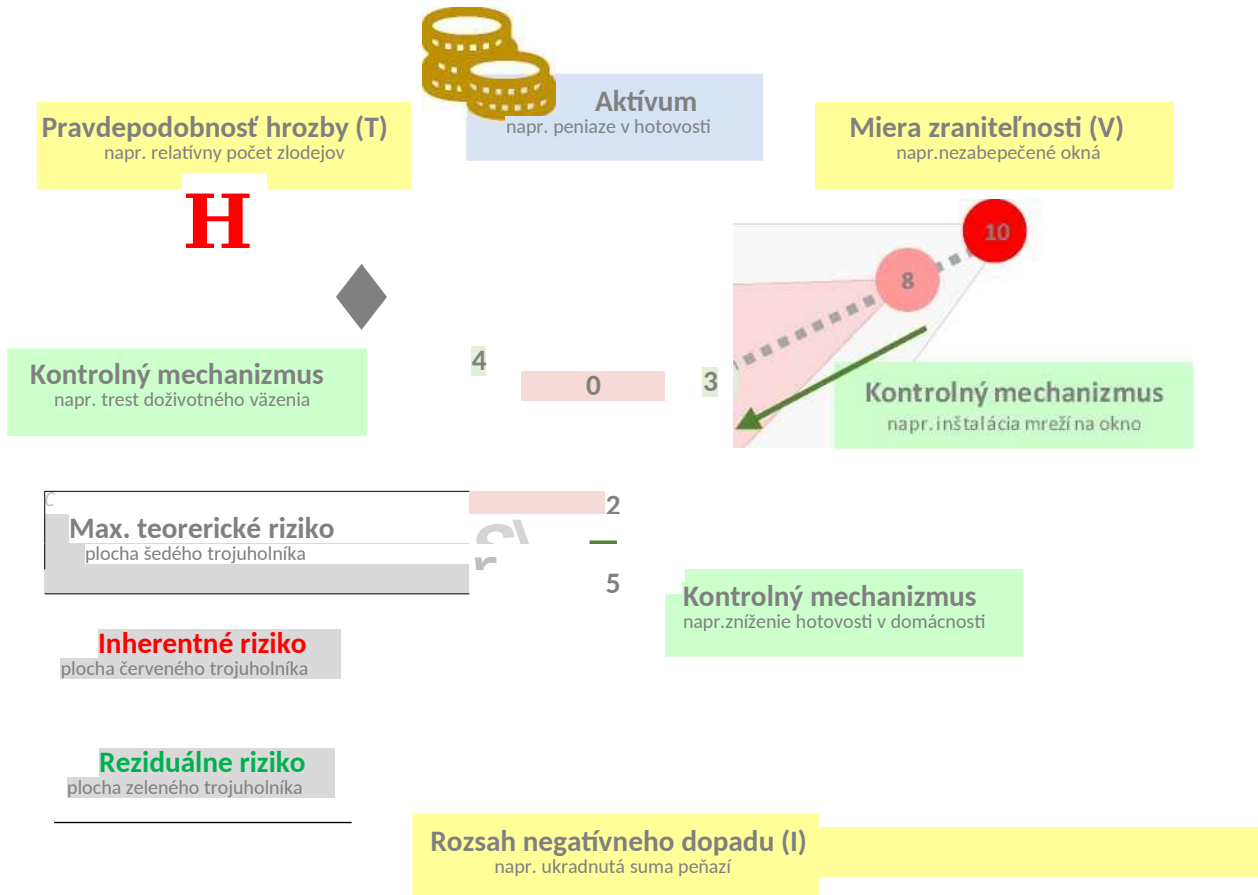 Aktívum
napr. peniaze v hotovosti
Pravdepodobnosť hrozby (T)
napr. relatívny počet zlodejov
Miera zraniteľnosti (V)
napr.nezabepečené okná
H
10
8
Kontrolný mechanizmus
napr. trest doživotného väzenia
4
0
3
Kontrolný mechanizmus
napr.inštalácia mreží na okno
C
Max. teorerické riziko
plocha šedého trojuholníka
2
5
Kontrolný mechanizmus
napr.zníženie hotovosti v domácnosti
Inherentné riziko
plocha červeného trojuholníka
Reziduálne riziko
plocha zeleného trojuholníka
Rozsah negatívneho dopadu (I)
napr. ukradnutá suma peňazí